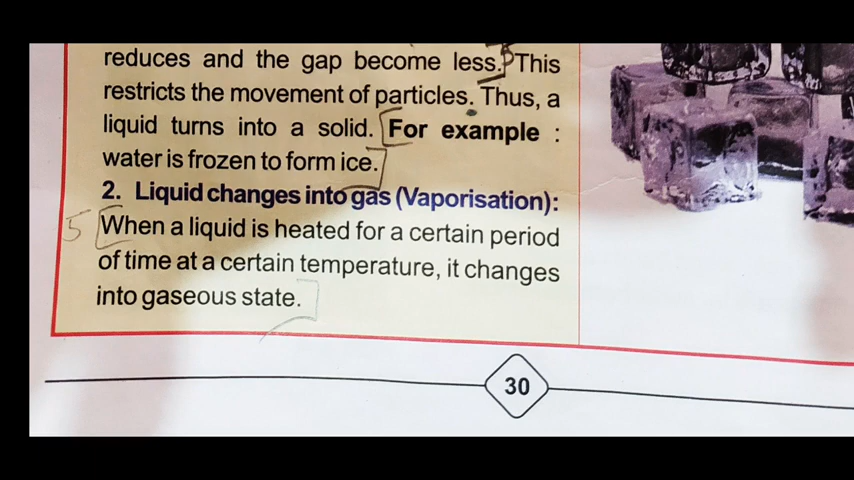 reduces and the gap become less. This
restricts the movement of particles. Thus, a
liquid turns into a solid. For example :
water is frozen to form ice.
2. Liquid changes into gas (Vaporisation):
5 When a liquid is heated for a certain period
of time at a certain temperature, it changes
into gaseous state.
30